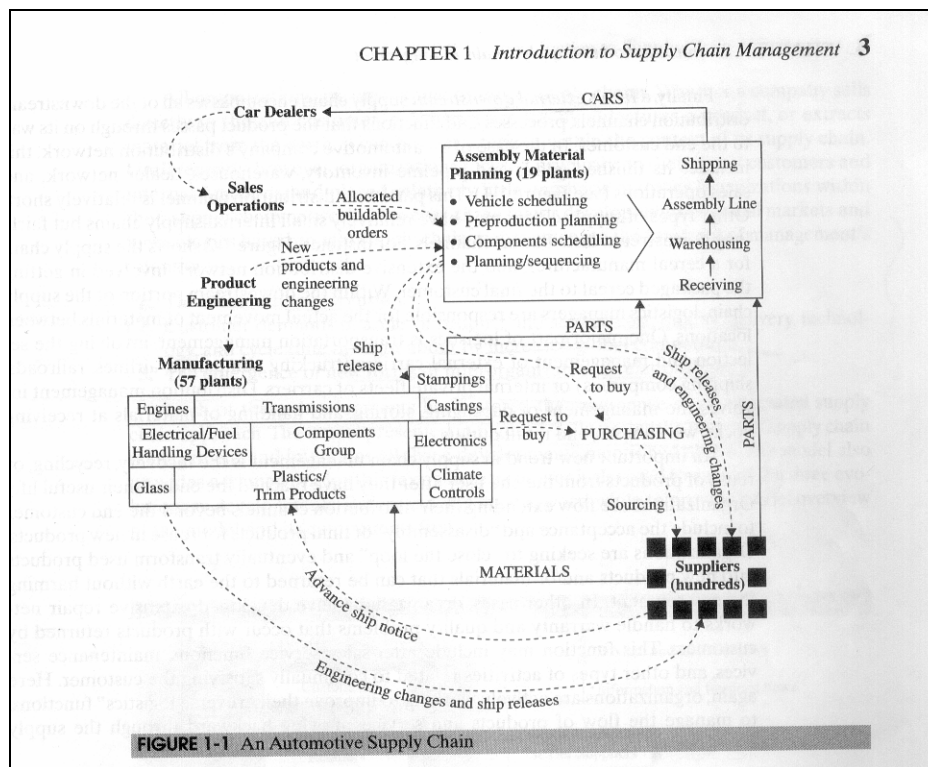 CHAPTER 1 Introduction to Supply Chain Management 3
CARS
Car Dealers
Sales
Operations
Allocated
buildable
orders
New
products and
engineering
changes
Product
Engineering
Assembly Material
Planning (19 plants)
• Vehicle scheduling
• Preproduction planning
• Components scheduling
• Planning/sequencing
Shipping
Assembly Line
Warehousing
Receiving
PARTS
PARTS
Ship
release
Manufacturing
(57 plants)
Stampings
Engines
Transmissions
Castings
Electrical/Fuel
Handling Devices
Components
Group
Electronics
Glass
Plastic/
Trim Products
Climate
Controls
Request
to buy
Request to
buy
PURCHASING
Ship releases
and engineering changes
Sourcing
MATERIALS
Suppliers
(hundreds)
Advance ship notice
Engineering changes and ship releases
FIGURE 1-1 An Automotive Supply Chain